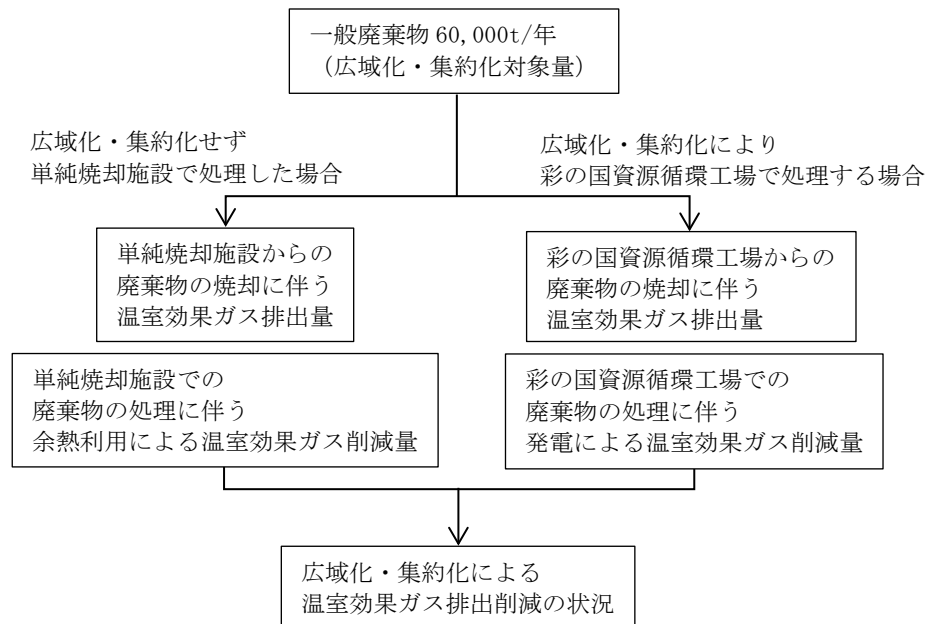 一般廃棄物 60,000t/年
（広域化・集約化対象量）
広域化・集約化せず
単純焼却施設で処理した場合
広域化・集約化により
彩の国資源循環工場で処理する場合
単純焼却施設からの
廃棄物の焼却に伴う
温室効果ガス排出量
彩の国資源循環工場からの
廃棄物の焼却に伴う
温室効果ガス排出量
単純焼却施設での
廃棄物の処理に伴う
余熱利用による温室効果ガス削減量
彩の国資源循環工場での
廃棄物の処理に伴う
発電による温室効果ガス削減量
広域化・集約化による
温室効果ガス排出削減の状況